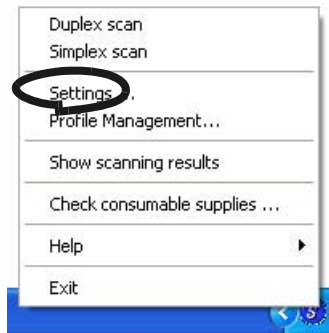 Duplex scan
Simplex scan
Settings ...
Profile Management...
Show scanning results
Check consumable supplies ...
Help
Exit